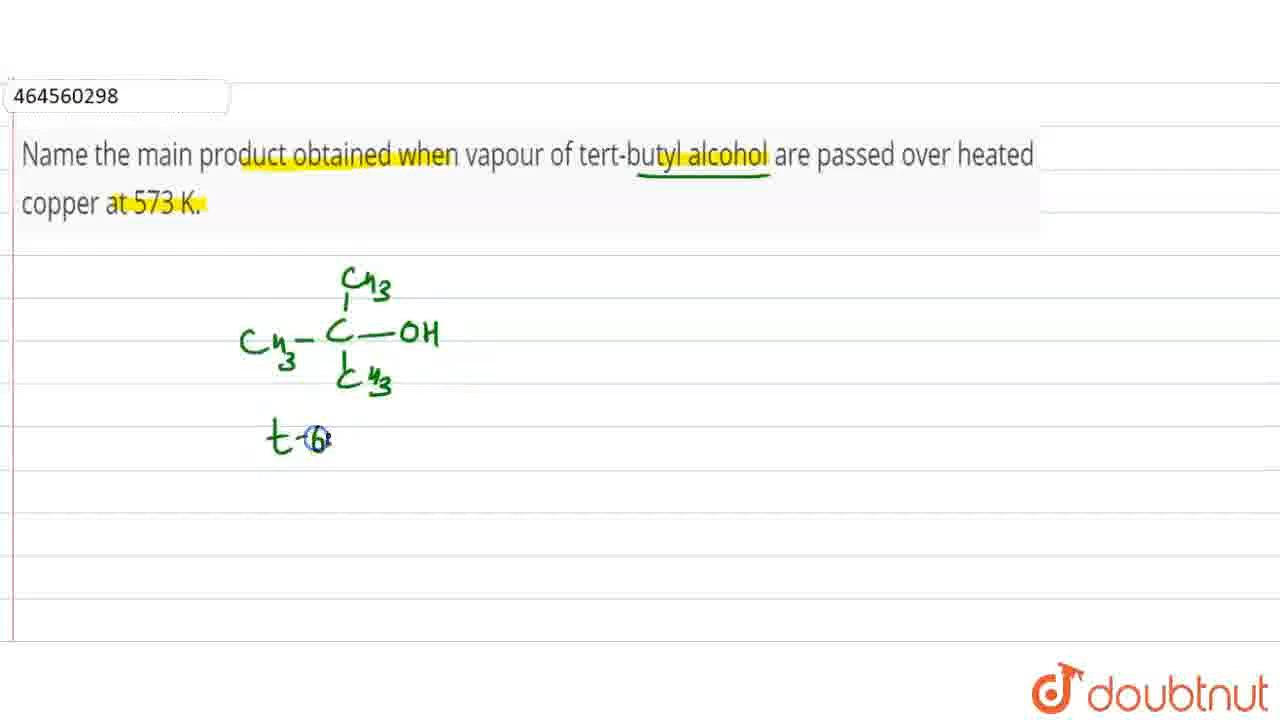 464560298
Name the main product obtained when vapour of tert-butyl alcohol are passed over heated
copper at 573 K.
CH3
CH3-C-OH
CH3
t-6
doubtnut